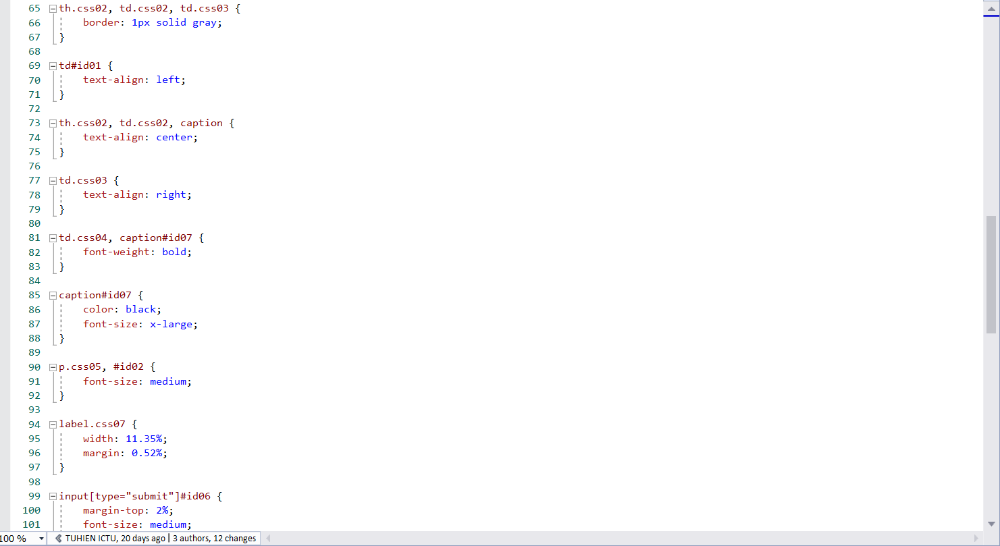 65 th.css02, td.css02, td.css03 {
66 border: 1px solid gray;
67 }
68
69 td#id01 {
70 text-align: left;
71 }
72
73 th.css02, td.css02, caption {
74 text-align: center;
75 }
76
77 td.css03 {
78 text-align: right;
79 }
80
81 td.css04, caption#id07 {
82 font-weight: bold;
83 }
84
85 caption#id07 {
86 color: black;
87 font-size: x-large;
88 }
89
90 p.css05, #id02 {
91 font-size: medium;
92 }
93
94 label.css07 {
95 width: 11.35%;
96 margin: 0.52%;
97 }
98
99 input[type="submit"]#id06 {
100 margin-top: 2%;
101 font-size: medium;
100 % TUHIEN ICTU, 20 days ago | 3 authors, 12 changes